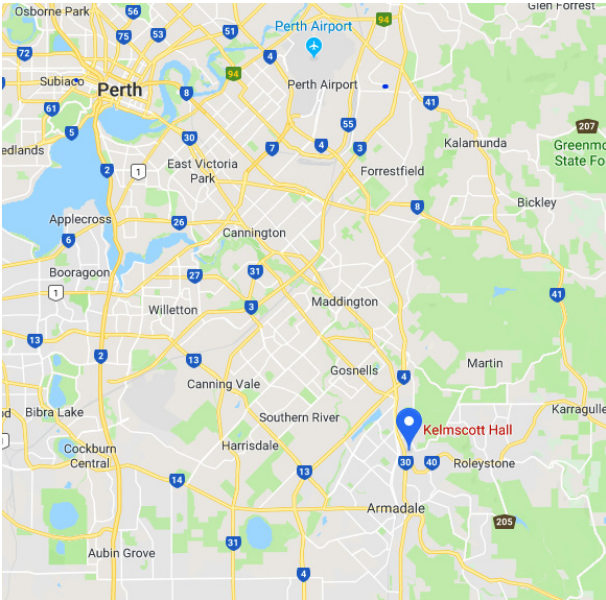 Osborne Park
56
Glen Forrest
75
53
51
94
Perth Airport
72
4
94
Subiaco
Perth
Perth Airport
8
41
61
5
55
207
30
edlands
7
4
3
Kalamunda
Greenmo
State Fo
East Victoria
Park
2
1
Forrestfield
8
Bickley
Applecross
26
6
Cannington
Booragoon
27
31
1
41
Willetton
3
Maddington
13
2
13
Gosnells
Martin
4
Canning Vale
od
Bibra Lake
Southern River
Karragulle
Kelmscott Hall
1
Harrisdale
Cockburn
Central
30
40
Roleystone
13
14
Armadale
205
31
Aubin Grove
4